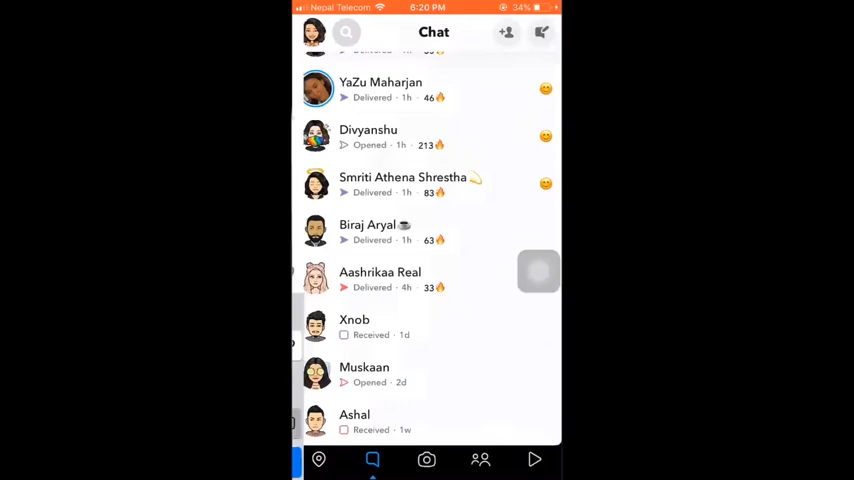 Nepal Telecom 6:20 PM 34%
Chat
Delivered
YaZu Maharjan
Delivered · 1h · 46🔥
Divyanshu
Opened · 1h · 213🔥
Smriti Athena Shrestha💫
Delivered · 1h · 83🔥
Biraj Aryal☕
Delivered · 1h · 63🔥
Aashrikaa Real
Delivered · 4h · 33🔥
Xnob
Received · 1d
Muskaan
Opened · 2d
Ashal
Received · 1w